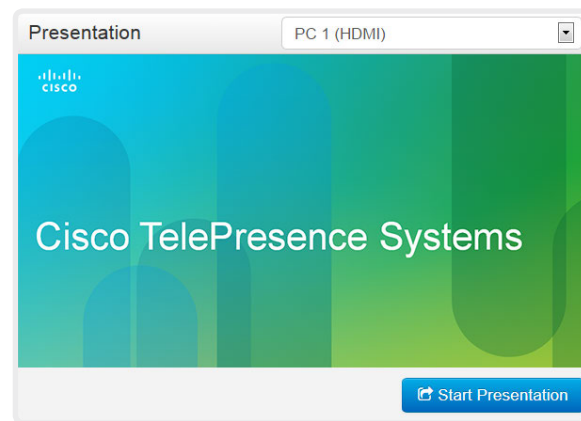 Presentation
PC 1 (HDMI)
CISCO
Cisco TelePresence Systems
Start Presentation